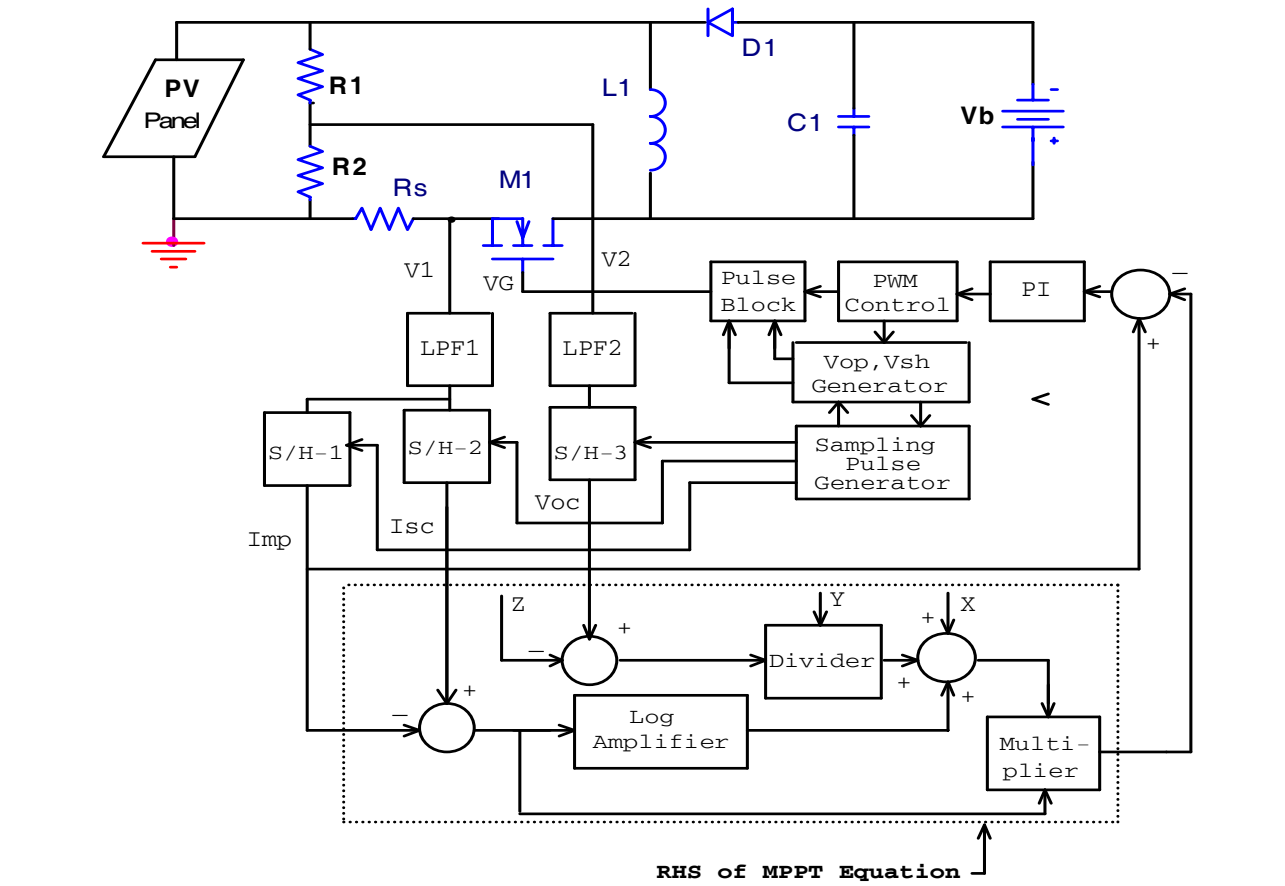 D1
PV
Panel
R1
L1
C1
Vb
-
+
R2
Rs
M1
V1
VG
V2
Pulse
Block
PWM
Control
PI
−
+
LPF1
LPF2
Vop,Vsh
Generator
<
S/H-1
S/H-2
S/H-3
Sampling
Pulse
Generator
Imp
Isc
Voc
Z
Y
X
+
−
+
Divider
+
+
+
−
Log
Amplifier
Multi-
plier
RHS of MPPT Equation